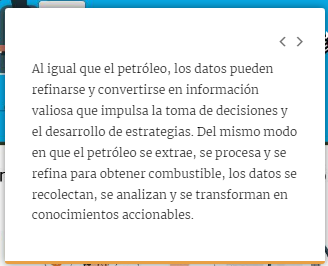 Al igual que el petróleo, los datos pueden
refinarse y convertirse en información
valiosa que impulsa la toma de decisiones y
el desarrollo de estrategias. Del mismo modo
en que el petróleo se extrae, se procesa y se
refina para obtener combustible, los datos se
recolectan, se analizan y se transforman en
conocimientos accionables.